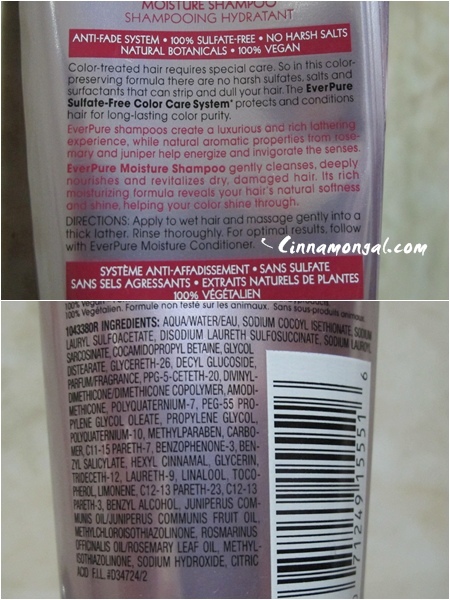 MOISTURE SHAMPOO
SHAMPOOING HYDRATANT
ANTI-FADE SYSTEM • 100% SULFATE-FREE • NO HARSH SALTS
NATURAL BOTANICALS • 100% VEGAN
Color-treated hair requires special care. So in this color-
preserving formula there are no harsh sulfates, salts and
surfactants that can strip and dull your hair. The EverPure
Sulfate-Free Color Care System* protects and conditions
hair for long-lasting color purity.
EverPure shampoos create a luxurious and rich lathering
experience, while natural aromatic properties from rose-
mary and juniper help energize and invigorate the senses.
EverPure Moisture Shampoo gently cleanses, deeply
nourishes and revitalizes dry, damaged hair. Its rich
moisturizing formula reveals your hair's natural softness
and shine, helping your color shine through.
DIRECTIONS: Apply to wet hair and massage gently into a
thick lather. Rinse thoroughly. For optimal results, follow
with EverPure Moisture Conditioner.
Cinnamongal.com
SYSTÈME ANTI-AFFADISSEMENT • SANS SULFATE
SANS SELS AGRESSANTS • EXTRAITS NATURELS DE PLANTES
100% VÉGÉTALIEN
100% Végétalien. Formule non testé sur les animaux. Sans sous-produits animaux.
1043380R INGREDIENTS: AQUA/WATER/EAU, SODIUM COCOYL ISETHIONATE, SODIUM
LAURYL SULFOACETATE, DISODIUM LAURETH SULFOSUCCINATE, SODIUM LAUROYL
SARCOSINATE, COCAMIDOPROPYL BETAINE, GLYCOL
DISTEARATE, GLYCERETH-26, DECYL GLUCOSIDE,
PARFUM/FRAGRANCE, PPG-5-CETETH-20, DIVINYL-
DIMETHICONE/DIMETHICONE COPOLYMER, AMODI-
METHICONE, POLYQUATERNIUM-7, PEG-55 PRO-
PYLENE GLYCOL OLEATE, PROPYLENE GLYCOL,
POLYQUATERNIUM-10, METHYLPARABEN, CARBO-
MER, C11-15 PARETH-7, BENZOPHENONE-3, BEN-
ZYL SALICYLATE, HEXYL CINNAMAL, GLYCERIN,
TRIDECETH-12, LAURETH-9, LINALOOL, TOCO-
PHEROL, LIMONENE, C12-13 PARETH-23, C12-13
PARETH-3, BENZYL ALCOHOL, JUNIPERUS COM-
MUNIS OIL/JUNIPERUS COMMUNIS FRUIT OIL,
METHYLCHLOROISOTHIAZOLINONE, ROSMARINUS
OFFICINALIS OIL/ROSEMARY LEAF OIL, METHYL-
ISOTHIAZOLINONE, SODIUM HYDROXIDE, CITRIC
ACID F.I.L. #D34724/2
0 71249 15551 6